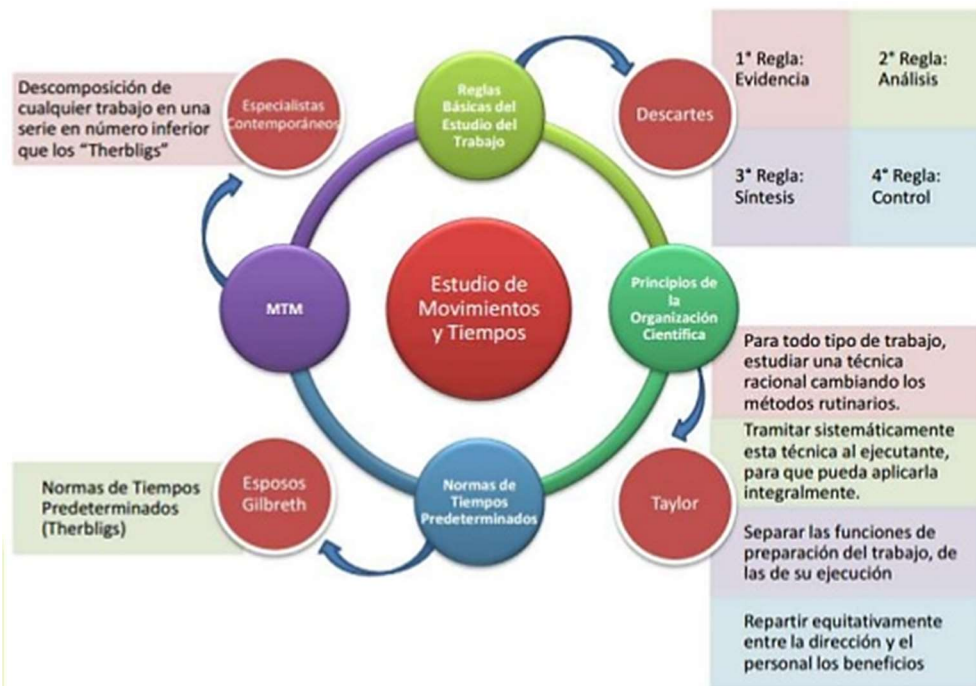 Estudio de
Movimientos
y Tiempos
Reglas
Básicas del
Estudio del
Trabajo
Descartes
1° Regla:
Evidencia
2° Regla:
Análisis
3° Regla:
Síntesis
4° Regla:
Control
Principios de
la
Organización
Científica
Taylor
Para todo tipo de trabajo,
estudiar una técnica
racional cambiando los
métodos rutinarios.
Tramitar sistemáticamente
esta técnica al ejecutante,
para que pueda aplicarla
integralmente.
Separar las funciones de
preparación del trabajo, de
las de su ejecución
Repartir equitativamente
entre la dirección y el
personal los beneficios
Normas de
Tiempos
Predeterminados
Esposos
Gilbreth
Normas de Tiempos
Predeterminados
(Therbligs)
MTM
Especialistas
Contemporáneos
Descomposición de
cualquier trabajo en una
serie en número inferior
que los “Therbligs”